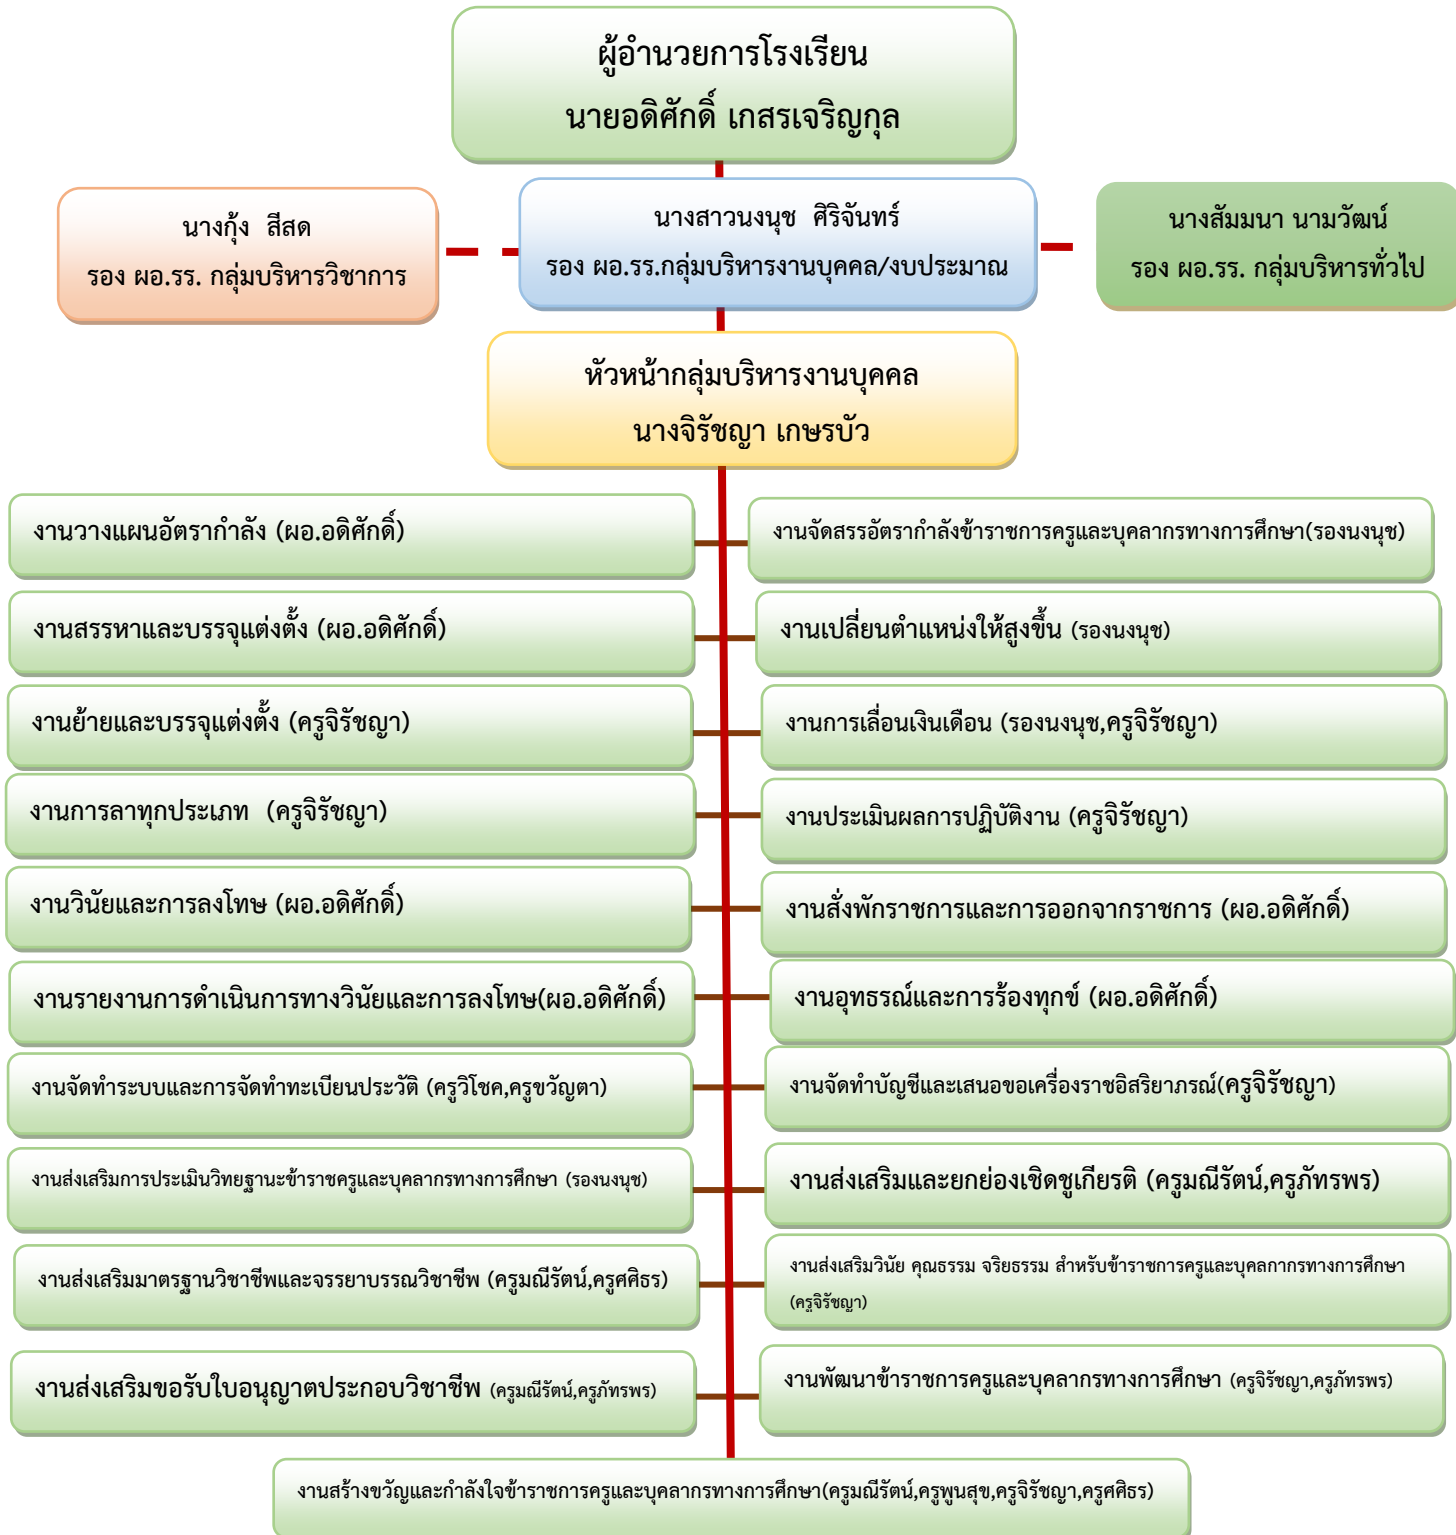 ผู้อำนวยการโรงเรียน
นายอดิศักดิ์ เกสรเจริญกุล
นางกุ้ง สีสด
รอง ผอ.รร. กลุ่มบริหารวิชาการ
นางสาวนงนุช ศิริจันทร์
รอง ผอ.รร.กลุ่มบริหารงานบุคคล/งบประมาณ
นางสัมมนา นามวัฒน์
รอง ผอ.รร. กลุ่มบริหารทั่วไป
หัวหน้ากลุ่มบริหารงานบุคคล
นางจิรัชญา เกษรบัว
งานวางแผนอัตรากำลัง (ผอ.อดิศักดิ์)
งานจัดสรรอัตรากำลังข้าราชการครูและบุคลากรทางการศึกษา(รองนงนุช)
งานสรรหาและบรรจุแต่งตั้ง (ผอ.อดิศักดิ์)
งานเปลี่ยนตำแหน่งให้สูงขึ้น (รองนงนุช)
งานย้ายและบรรจุแต่งตั้ง (ครูจิรัชญา)
งานการเลื่อนเงินเดือน (รองนงนุช,ครูจิรัชญา)
งานการลาทุกประเภท (ครูจิรัชญา)
งานประเมินผลการปฏิบัติงาน (ครูจิรัชญา)
งานวินัยและการลงโทษ (ผอ.อดิศักดิ์)
งานสั่งพักราชการและการออกจากราชการ (ผอ.อดิศักดิ์)
งานรายงานการดำเนินการทางวินัยและการลงโทษ(ผอ.อดิศักดิ์)
งานอุทธรณ์และการร้องทุกข์ (ผอ.อดิศักดิ์)
งานจัดทำระบบและการจัดทำทะเบียนประวัติ (ครูวิโชค,ครูขวัญตา)
งานจัดทำบัญชีและเสนอขอเครื่องราชอิสริยาภรณ์(ครูจิรัชญา)
งานส่งเสริมการประเมินวิทยฐานะข้าราชครูและบุคลากรทางการศึกษา (รองนงนุช)
งานส่งเสริมและยกย่องเชิดชูเกียรติ (ครูมณีรัตน์,ครูภัทรพร)
งานส่งเสริมมาตรฐานวิชาชีพและจรรยาบรรณวิชาชีพ (ครูมณีรัตน์,ครูศศิธร)
งานส่งเสริมวินัย คุณธรรม จริยธรรม สำหรับข้าราชการครูและบุคลกากรทางการศึกษา
(ครูจิรัชญา)
งานส่งเสริมขอรับใบอนุญาตประกอบวิชาชีพ (ครูมณีรัตน์,ครูภัทรพร)
งานพัฒนาข้าราชการครูและบุคลากรทางการศึกษา (ครูจิรัชญา,ครูภัทรพร)
งานสร้างขวัญและกำลังใจข้าราชการครูและบุคลากรทางการศึกษา(ครูมณีรัตน์,ครูพูนสุข,ครูจิรัชญา,ครูศศิธร)